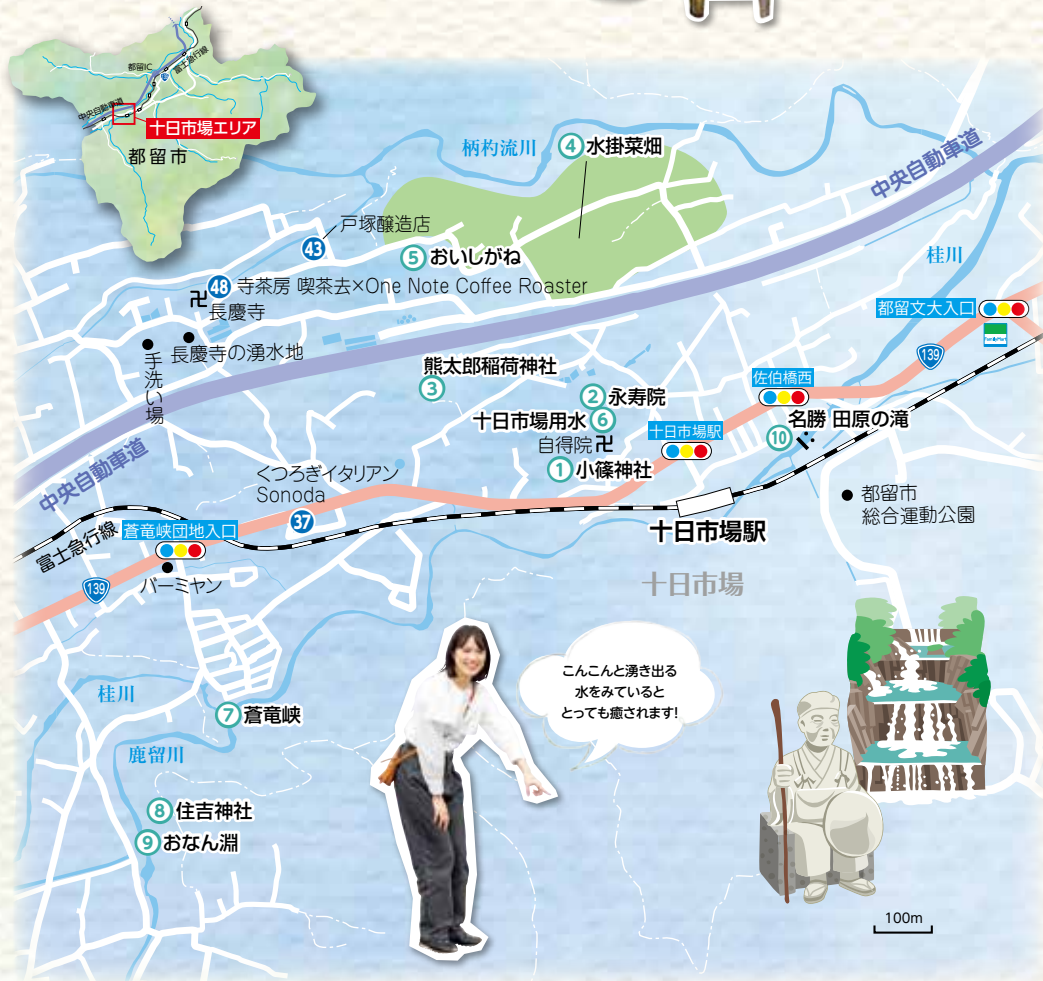 都留IC
富士急行線
中央自動車道
十日市場エリア
都留市
柄杓流川
④水掛菜畑
中央自動車道
戸塚醸造店
43
⑤おいしがね
桂川
48 寺茶房 喫茶去×One Note Coffee Roaster
卍
長慶寺
都留文大入口
FamilyMart
手洗い場
長慶寺の湧水地
139
熊太郎稲荷神社
③
佐伯橋西
②永寿院
十日市場用水⑥
名勝 田原の滝
⑩
十日市場駅
自得院卍
①小篠神社
中央自動車道
くつろぎイタリアン
Sonoda
37
都留市
総合運動公園
十日市場駅
富士急行線
蒼竜峡団地入口
バーミヤン
139
十日市場
こんこんと湧き出る
水をみていると
とっても癒されます!
桂川
⑦蒼竜峡
鹿留川
⑧住吉神社
⑨おなん淵
100m